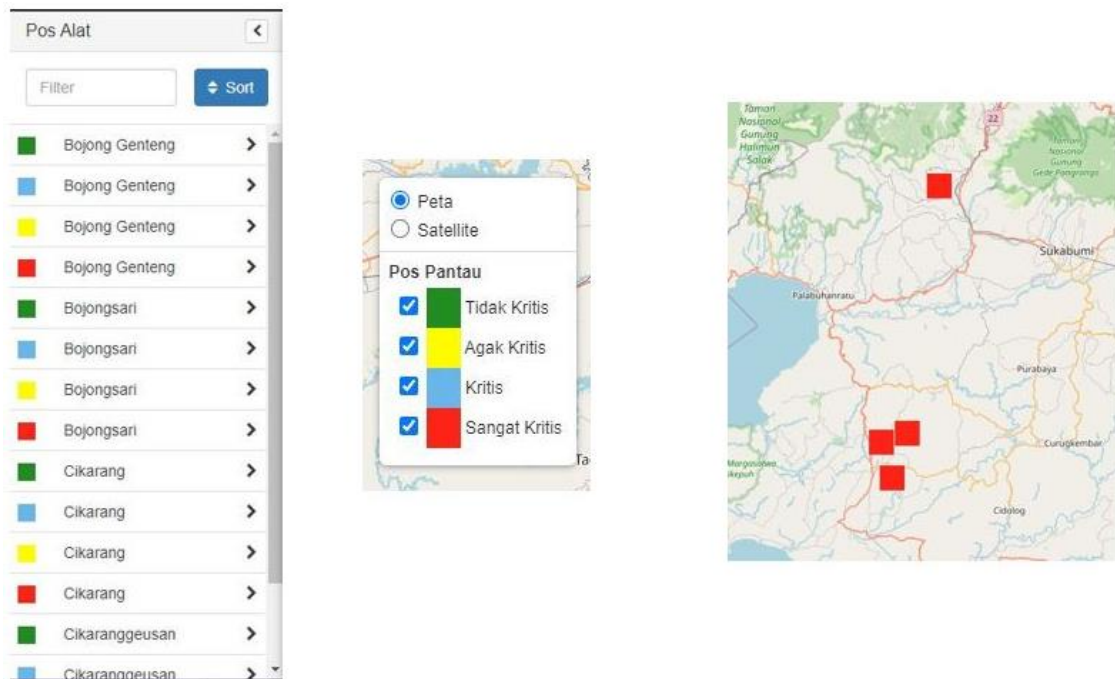 Pos Alat
Filter
Sort
Bojong Genteng
Bojong Genteng
Bojong Genteng
Bojong Genteng
Bojongsari
Bojongsari
Bojongsari
Bojongsari
Cikarang
Cikarang
Cikarang
Cikarang
Cikaranggeusan
Cikaranggeusan
Peta
Satellite
Pos Pantau
Tidak Kritis
Agak Kritis
Kritis
Sangat Kritis
Ta
Taman
Nasional
Gunung
Halimun
Salak
22
Taman
Nasional
Gunung
Gede Pangrango
Sukabumi
Palabuhanratu
Purabaya
Curugkembar
Cidolog